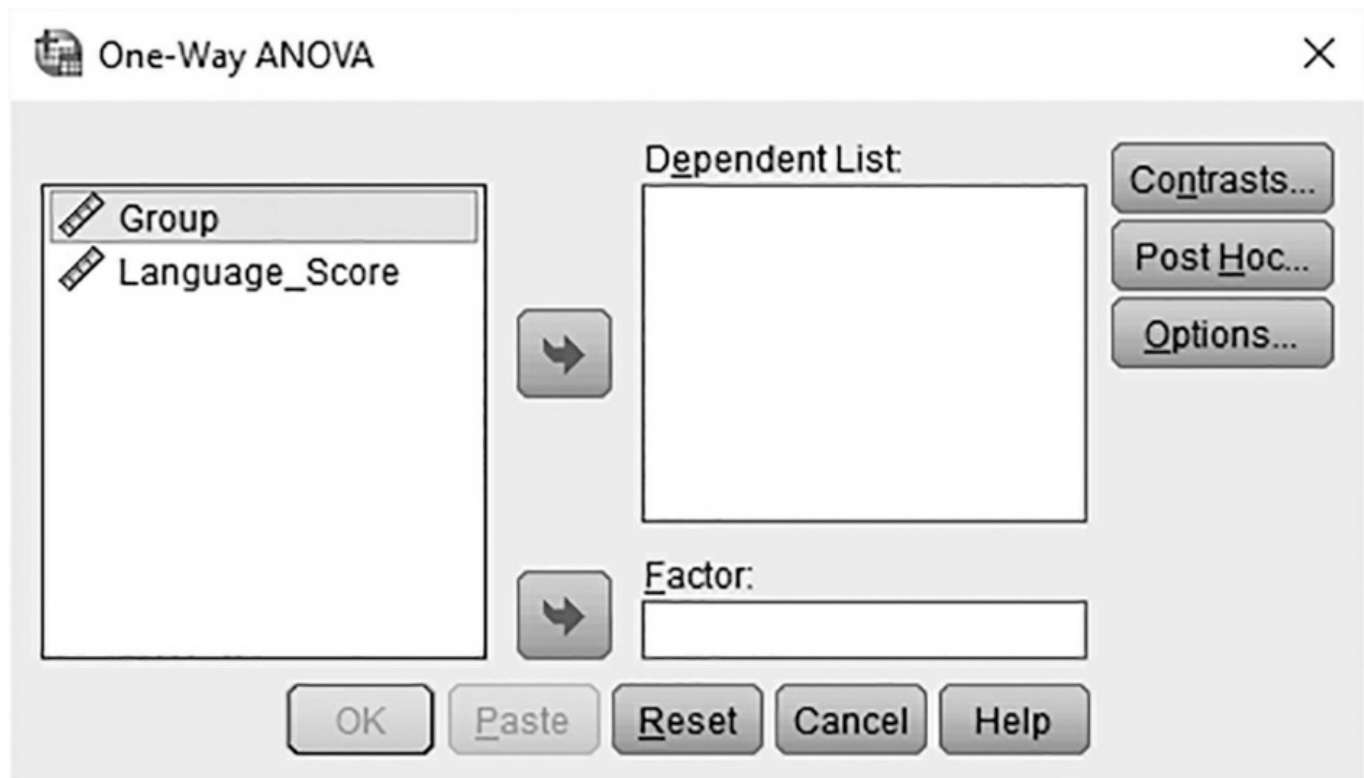 One-Way ANOVA
Group
Language_Score
Dependent List:
Factor:
Contrasts...
Post Hoc...
Options...
OK
Paste
Reset
Cancel
Help